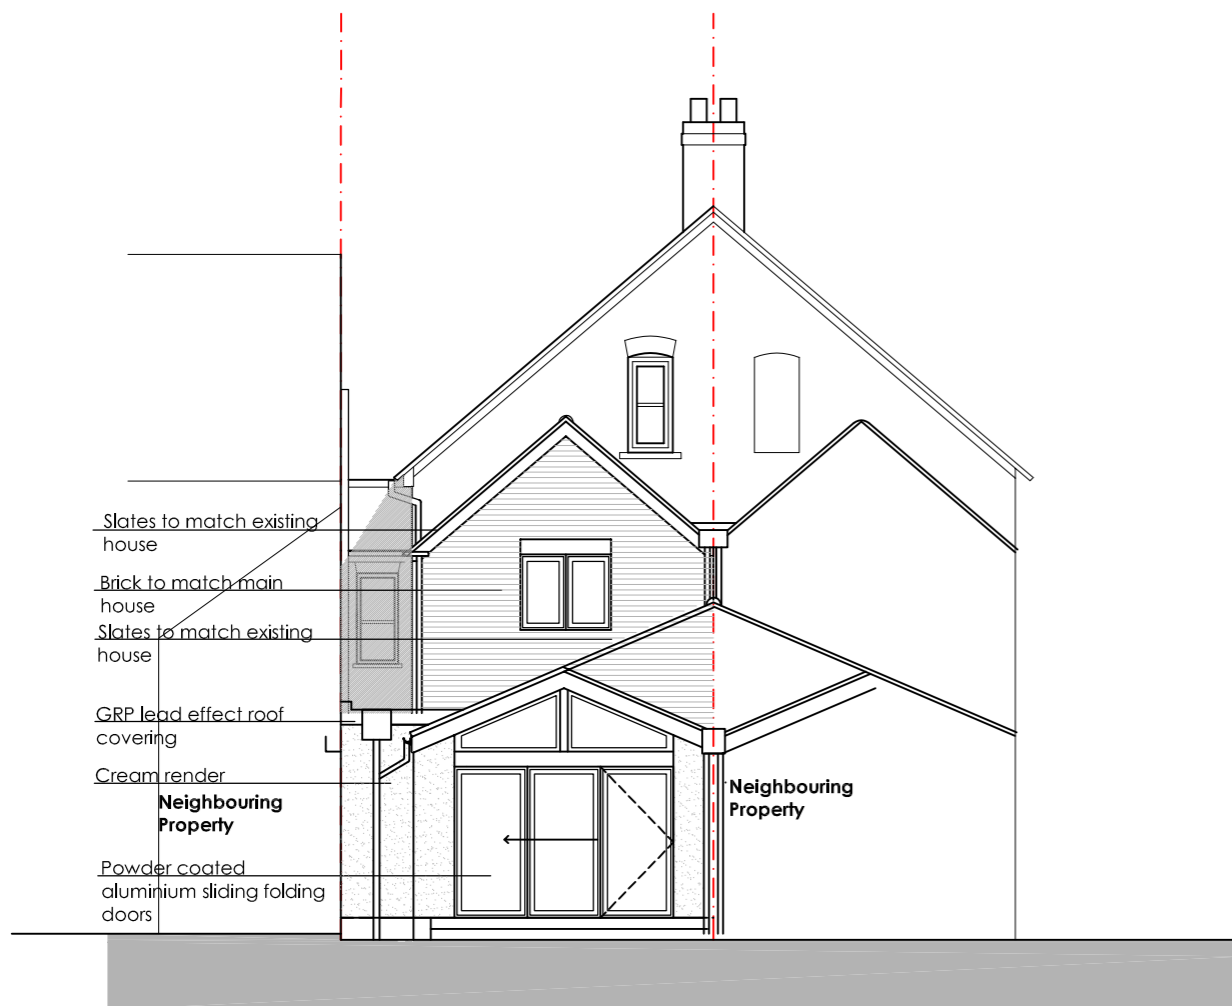 Slates to match existing
house
Brick to match main
house
Slates to match existing
house
GRP lead effect roof
covering
Cream render
Neighbouring
Property
Neighbouring
Property
Powder coated
aluminium sliding folding
doors